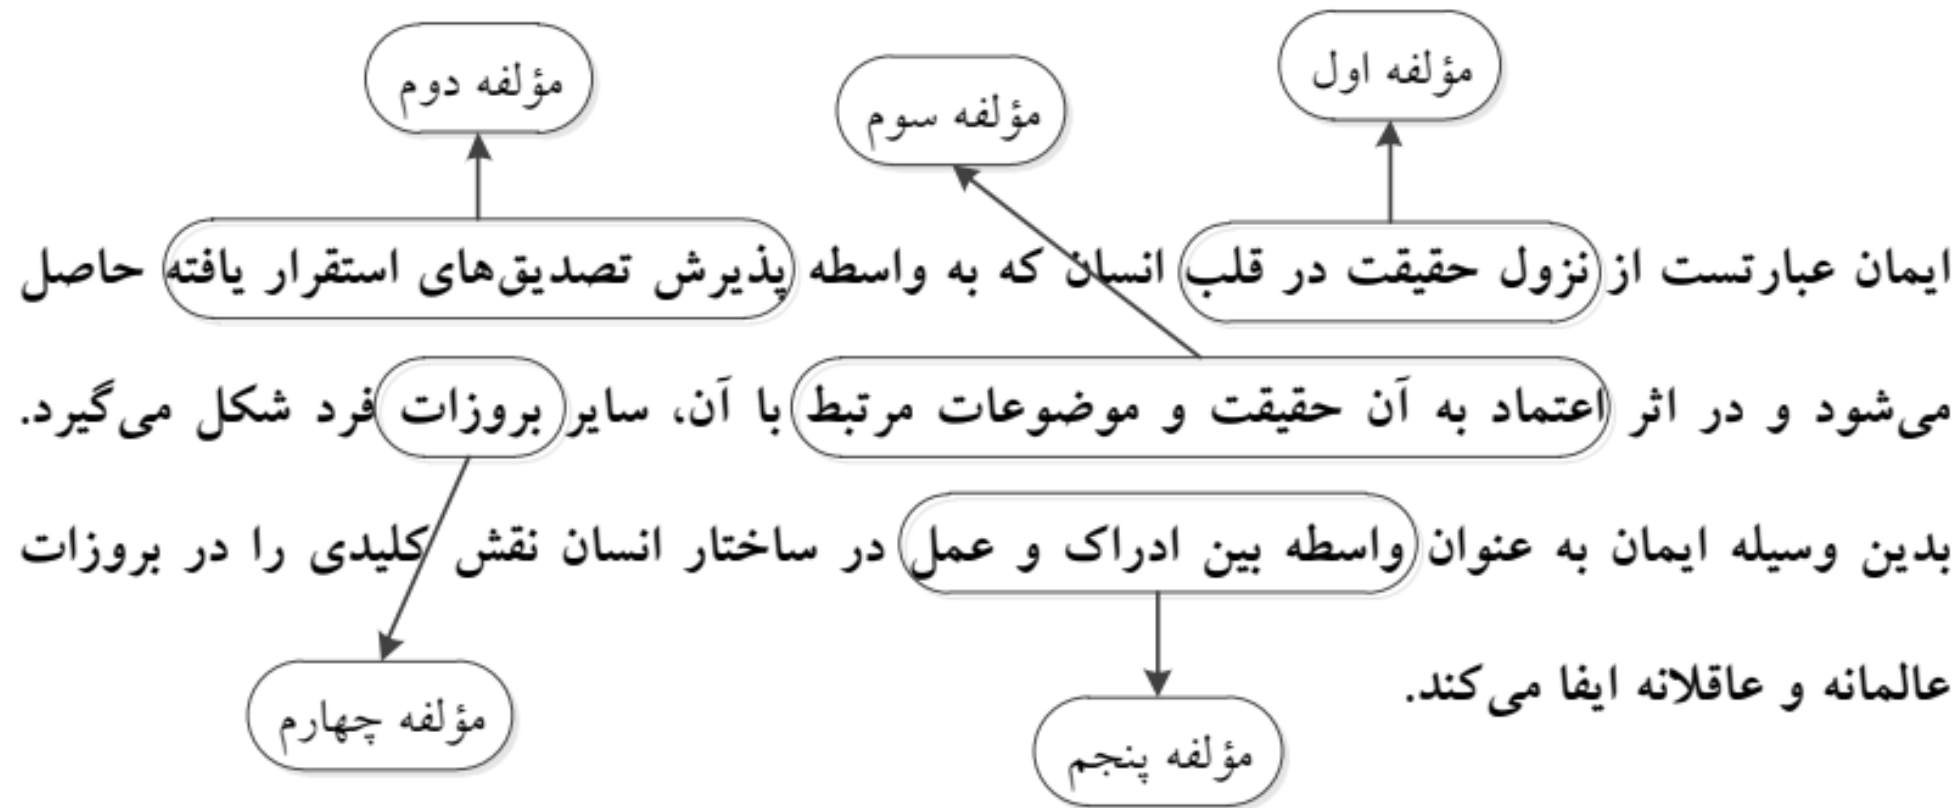 مؤلفه اول
مؤلفه دوم
مؤلفه سوم
ایمان عبارتست از نزول حقیقت در قلب انسان که به واسطه پذیرش تصدیق‌های استقرار یافته حاصل
می‌شود و در اثر اعتماد به آن حقیقت و موضوعات مرتبط با آن، سایر بروزات فرد شکل می‌گیرد.
بدین وسیله ایمان به عنوان واسطه بین ادراک و عمل در ساختار انسان نقش کلیدی را در بروزات
عالمانه و عاقلانه ایفا می‌کند.
مؤلفه چهارم
مؤلفه پنجم